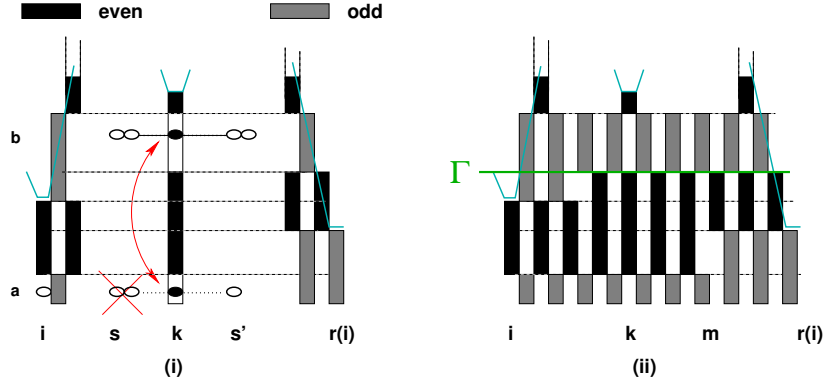 even odd
b
Γ
a
i s k s' r(i) i k m r(i)
(i) (ii)